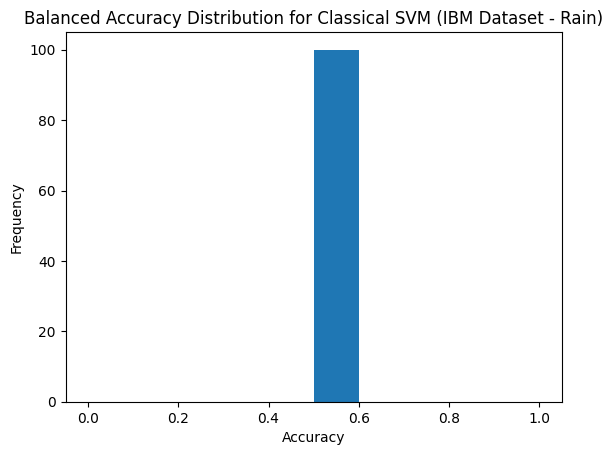 Balanced Accuracy Distribution for Classical SVM (IBM Dataset - Rain)
100
80
60
40
20
0
Frequency
0.0 0.2 0.4 0.6 0.8 1.0
Accuracy